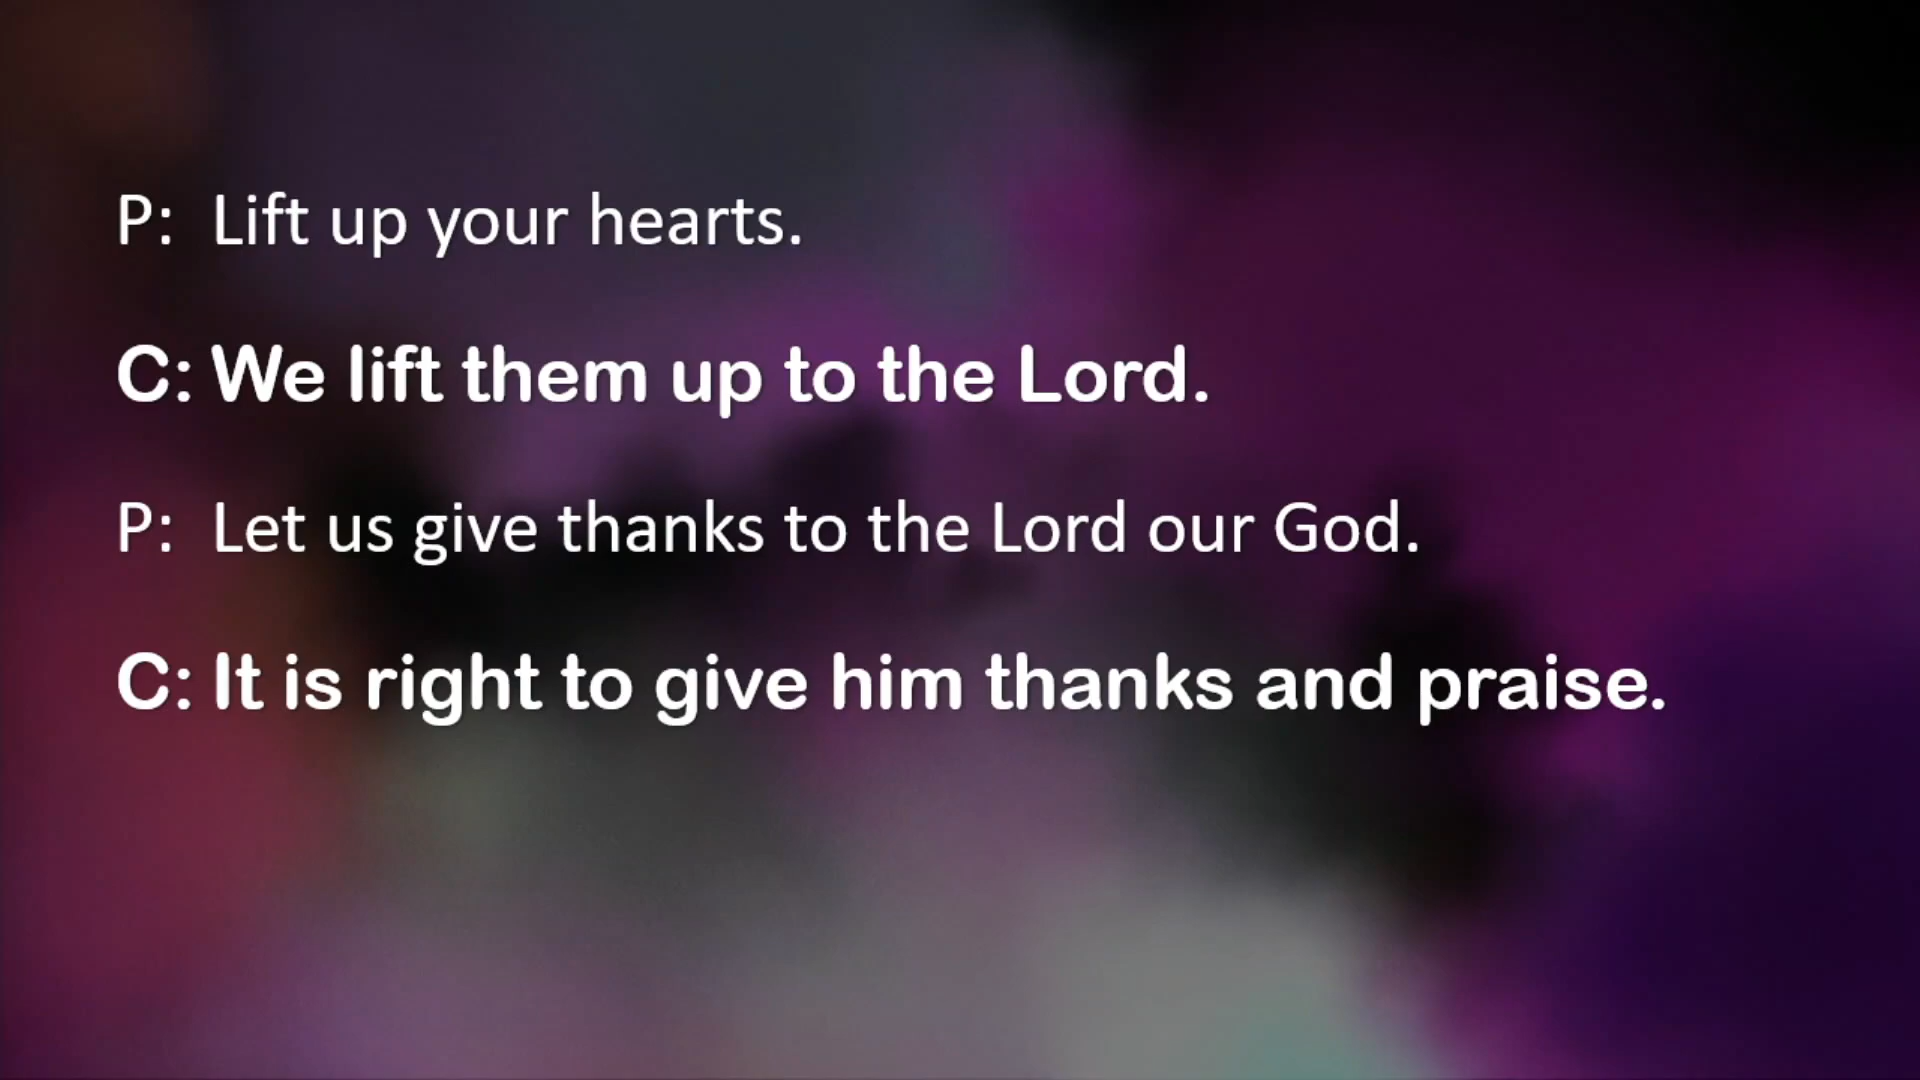 P: Lift up your hearts.
C: We lift them up to the Lord.
P: Let us give thanks to the Lord our God.
C: It is right to give him thanks and praise.